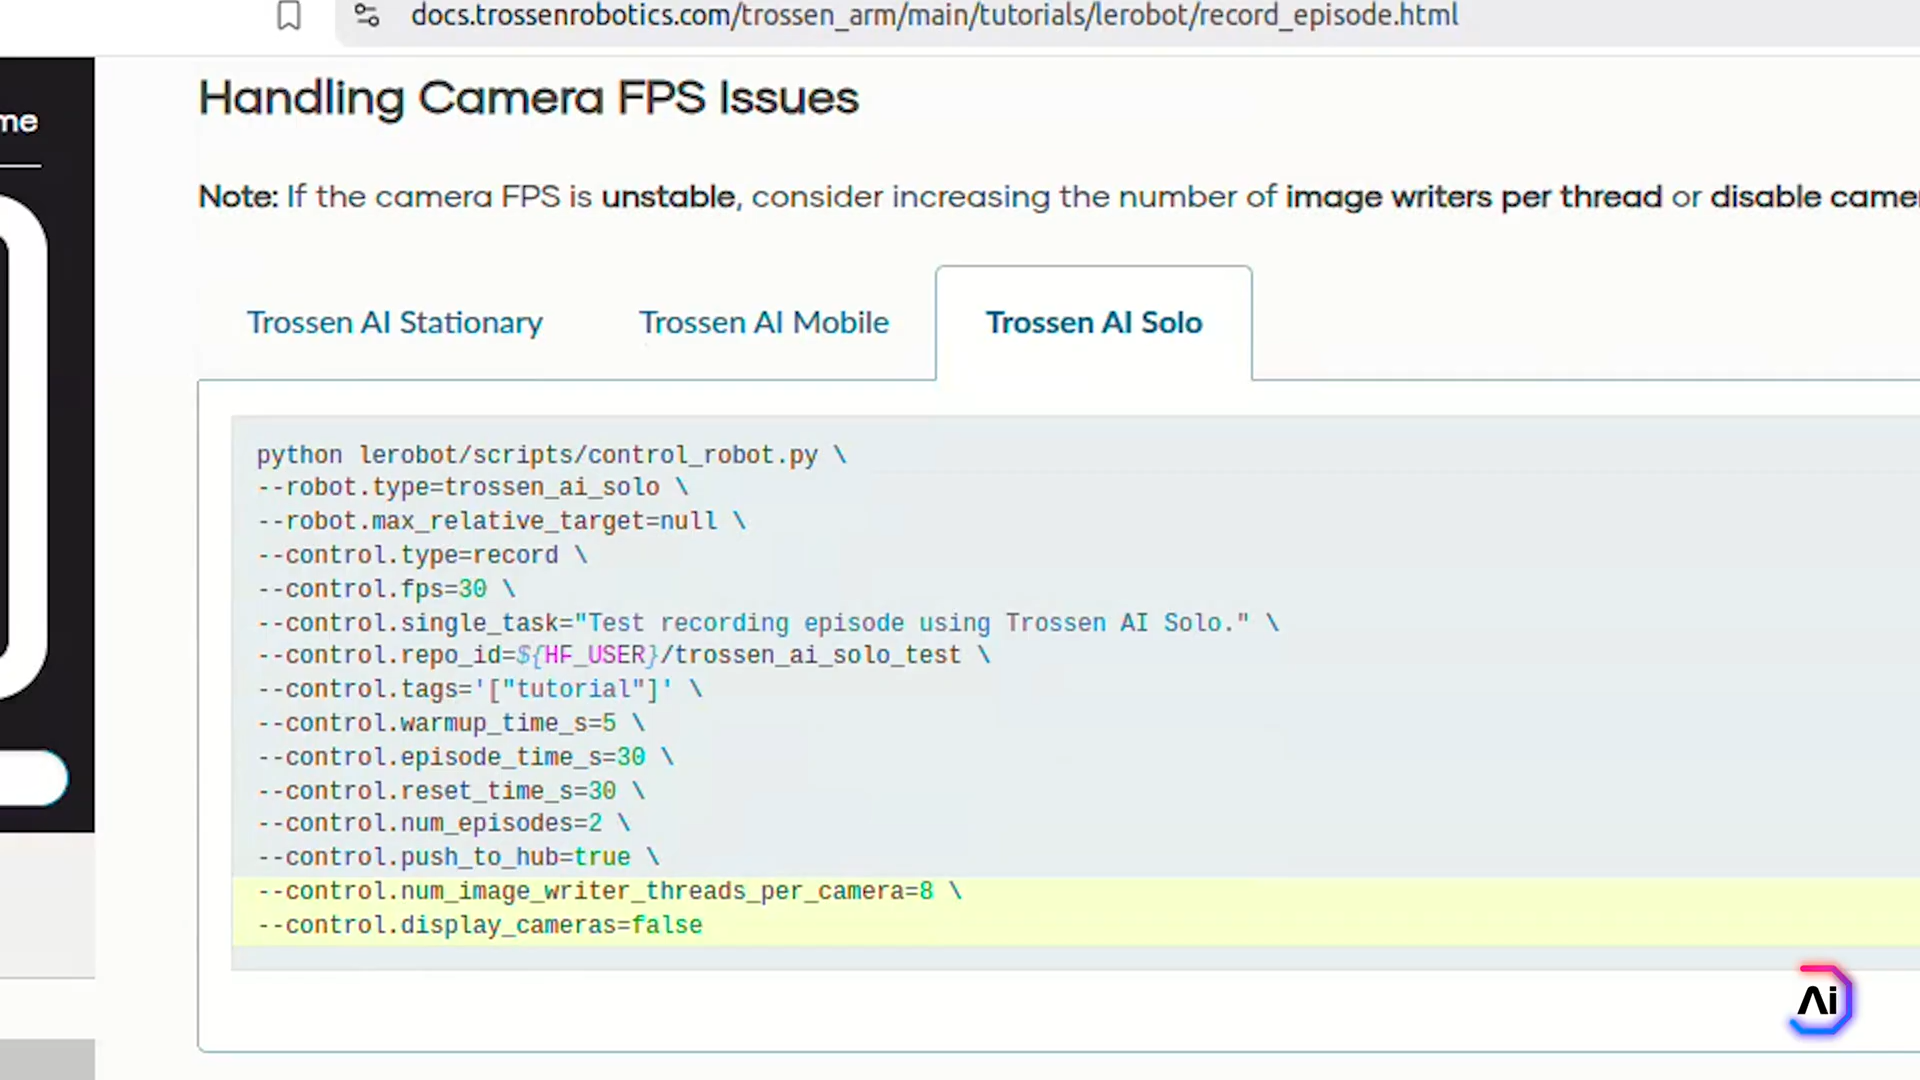 docs.trossenrobotics.com/trossen_arm/main/tutorials/lerobot/record_episode.html
Handling Camera FPS Issues
Note: If the camera FPS is unstable, consider increasing the number of image writers per thread or disable
Trossen AI Stationary
Trossen AI Mobile
Trossen AI Solo
python lerobot/scripts/control_robot.py \
--robot.type=trossen_ai_solo \
--robot.max_relative_target=null \
--control.type=record \
--control.fps=30 \
--control.single_task="Test recording episode using Trossen AI Solo." \
--control.repo_id=${HF_USER}/trossen_ai_solo_test \
--control.tags='["tutorial"]' \
--control.warmup_time_s=5 \
--control.episode_time_s=30 \
--control.reset_time_s=30 \
--control.num_episodes=2 \
--control.push_to_hub=true \
--control.num_image_writer_threads_per_camera=8 \
--control.display_cameras=false
Ai